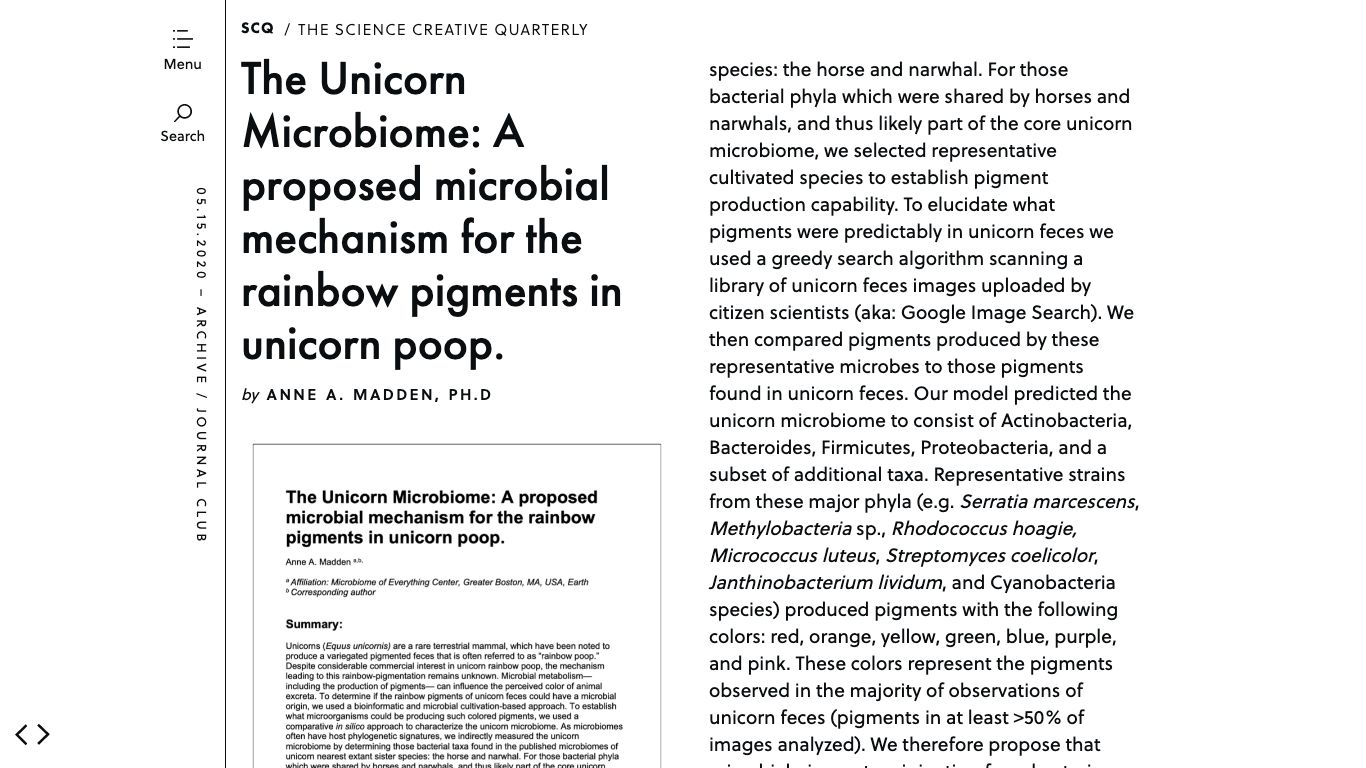 Menu
Search
05.15.2020 – ARCHIVE / JOURNAL CLUB
SCQ / THE SCIENCE CREATIVE QUARTERLY
The Unicorn
Microbiome: A
proposed microbial
mechanism for the
rainbow pigments in
unicorn poop.
by ANNE A. MADDEN, PH.D
The Unicorn Microbiome: A proposed
microbial mechanism for the rainbow
pigments in unicorn poop.
Anne A. Madden a,b,
a Affiliation: Microbiome of Everything Center, Greater Boston, MA, USA, Earth
b Corresponding author
Summary:
Unicorns (Equus unicornis) are a rare terrestrial mammal, which have been noted to
produce a variegated pigmented feces that is often referred to as “rainbow poop.”
Despite considerable commercial interest in unicorn rainbow poop, the mechanism
leading to this rainbow-pigmentation remains unknown. Microbial metabolism—
including the production of pigments— can influence the perceived color of animal
excreta. To determine if the rainbow pigments of unicorn feces could have a microbial
origin, we used a bioinformatic and microbial cultivation-based approach. To establish
what microorganisms could be producing such colored pigments, we used a
comparative in silico approach to characterize the unicorn microbiome. As microbiomes
often have host phylogenetic signatures, we indirectly measured the unicorn
microbiome by determining those bacterial taxa found in the published microbiomes of
unicorn nearest extant sister species: the horse and narwhal. For those bacterial phyla
which were shared by horses and narwhals, and thus likely part of the core unicorn
species: the horse and narwhal. For those
bacterial phyla which were shared by horses and
narwhals, and thus likely part of the core unicorn
microbiome, we selected representative
cultivated species to establish pigment
production capability. To elucidate what
pigments were predictably in unicorn feces we
used a greedy search algorithm scanning a
library of unicorn feces images uploaded by
citizen scientists (aka: Google Image Search). We
then compared pigments produced by these
representative microbes to those pigments
found in unicorn feces. Our model predicted the
unicorn microbiome to consist of Actinobacteria,
Bacteroides, Firmicutes, Proteobacteria, and a
subset of additional taxa. Representative strains
from these major phyla (e.g. Serratia marcescens,
Methylobacteria sp., Rhodococcus hoagie,
Micrococcus luteus, Streptomyces coelicolor,
Janthinobacterium lividum, and Cyanobacteria
species) produced pigments with the following
colors: red, orange, yellow, green, blue, purple,
and pink. These colors represent the pigments
observed in the majority of observations of
unicorn feces (pigments in at least >50% of
images analyzed). We therefore propose that